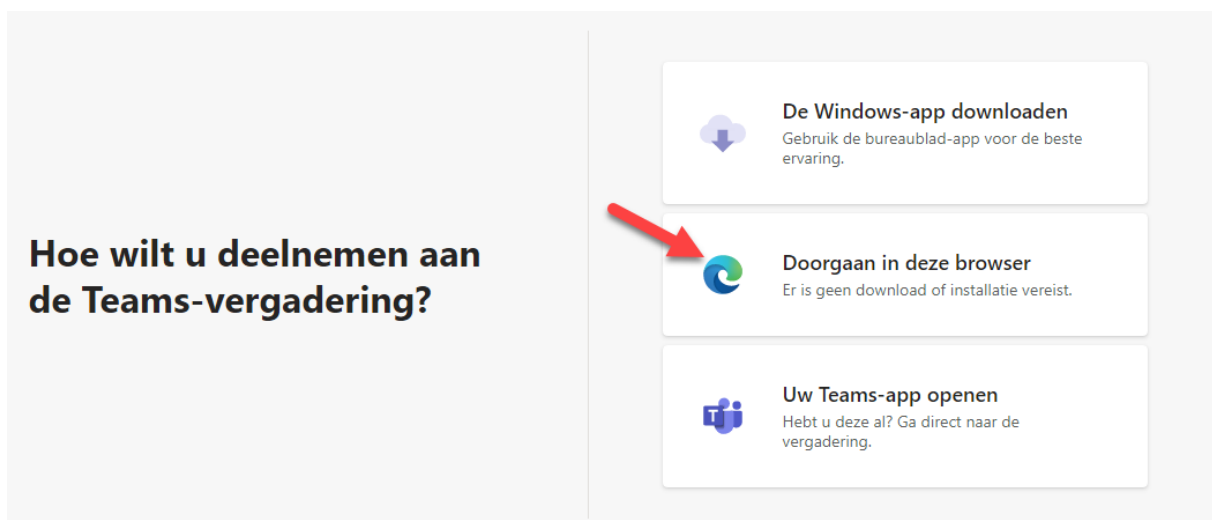 Hoe wilt u deelnemen aan
de Teams-vergadering?
De Windows-app downloaden
Gebruik de bureaublad-app voor de beste
ervaring.
Doorgaan in deze browser
Er is geen download of installatie vereist.
Uw Teams-app openen
Hebt u deze al? Ga direct naar de
vergadering.